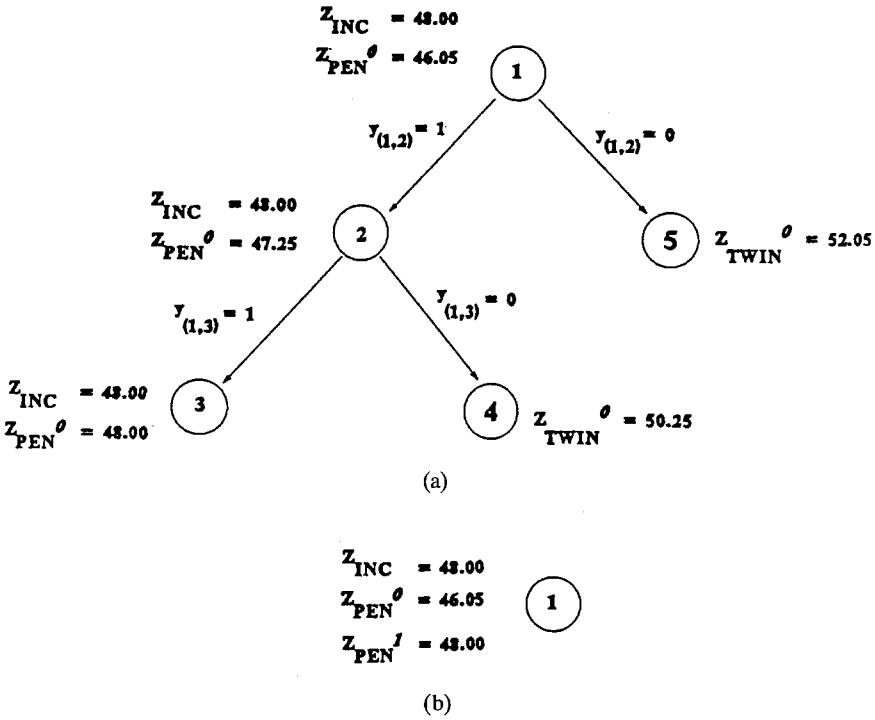 Z_INC = 48.00
Z_PEN^0 = 46.05
1
y_(1,2) = 1
y_(1,2) = 0
Z_INC = 48.00
Z_PEN^0 = 47.25
2
5
Z_TWIN^0 = 52.05
y_(1,3) = 1
y_(1,3) = 0
Z_INC = 48.00
Z_PEN^0 = 48.00
3
4
Z_TWIN^0 = 50.25
(a)
Z_INC = 48.00
Z_PEN^0 = 46.05
Z_PEN^1 = 48.00
1
(b)